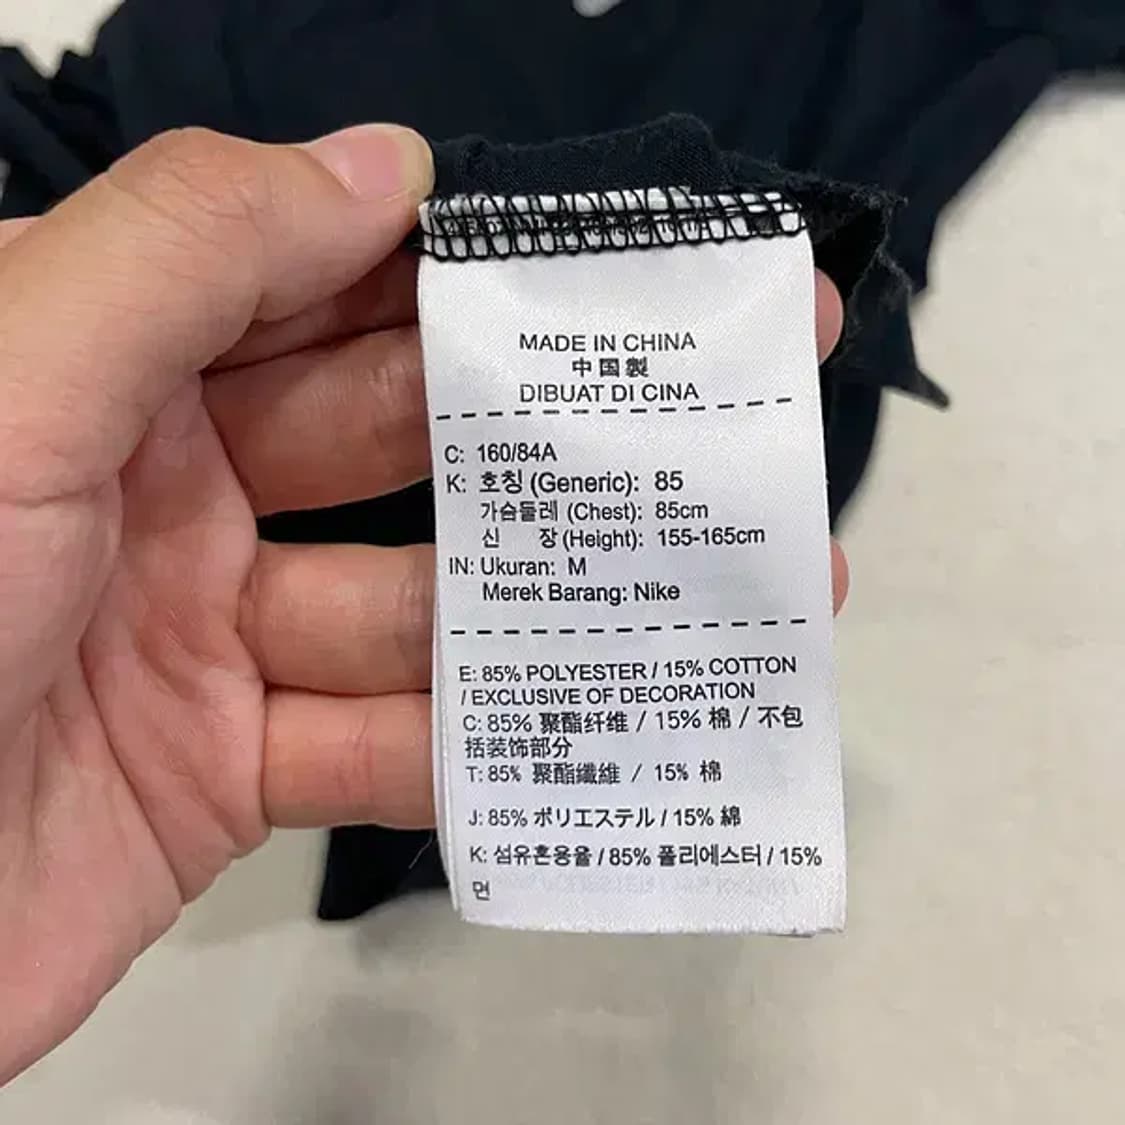 MADE IN CHINA
中国製
DIBUAT DI CINA
C: 160/84A
K: 호칭 (Generic): 85
가슴둘레 (Chest): 85cm
신 장 (Height): 155-165cm
IN: Ukuran: M
Merek Barang: Nike
E: 85% POLYESTER / 15% COTTON
/ EXCLUSIVE OF DECORATION
C: 85% 聚酯纤维 / 15% 棉 / 不包
括装饰部分
T: 85% 聚酯纖維 / 15% 棉
J: 85% ポリエステル / 15% 綿
K: 섬유혼용율 / 85% 폴리에스터 / 15%
면